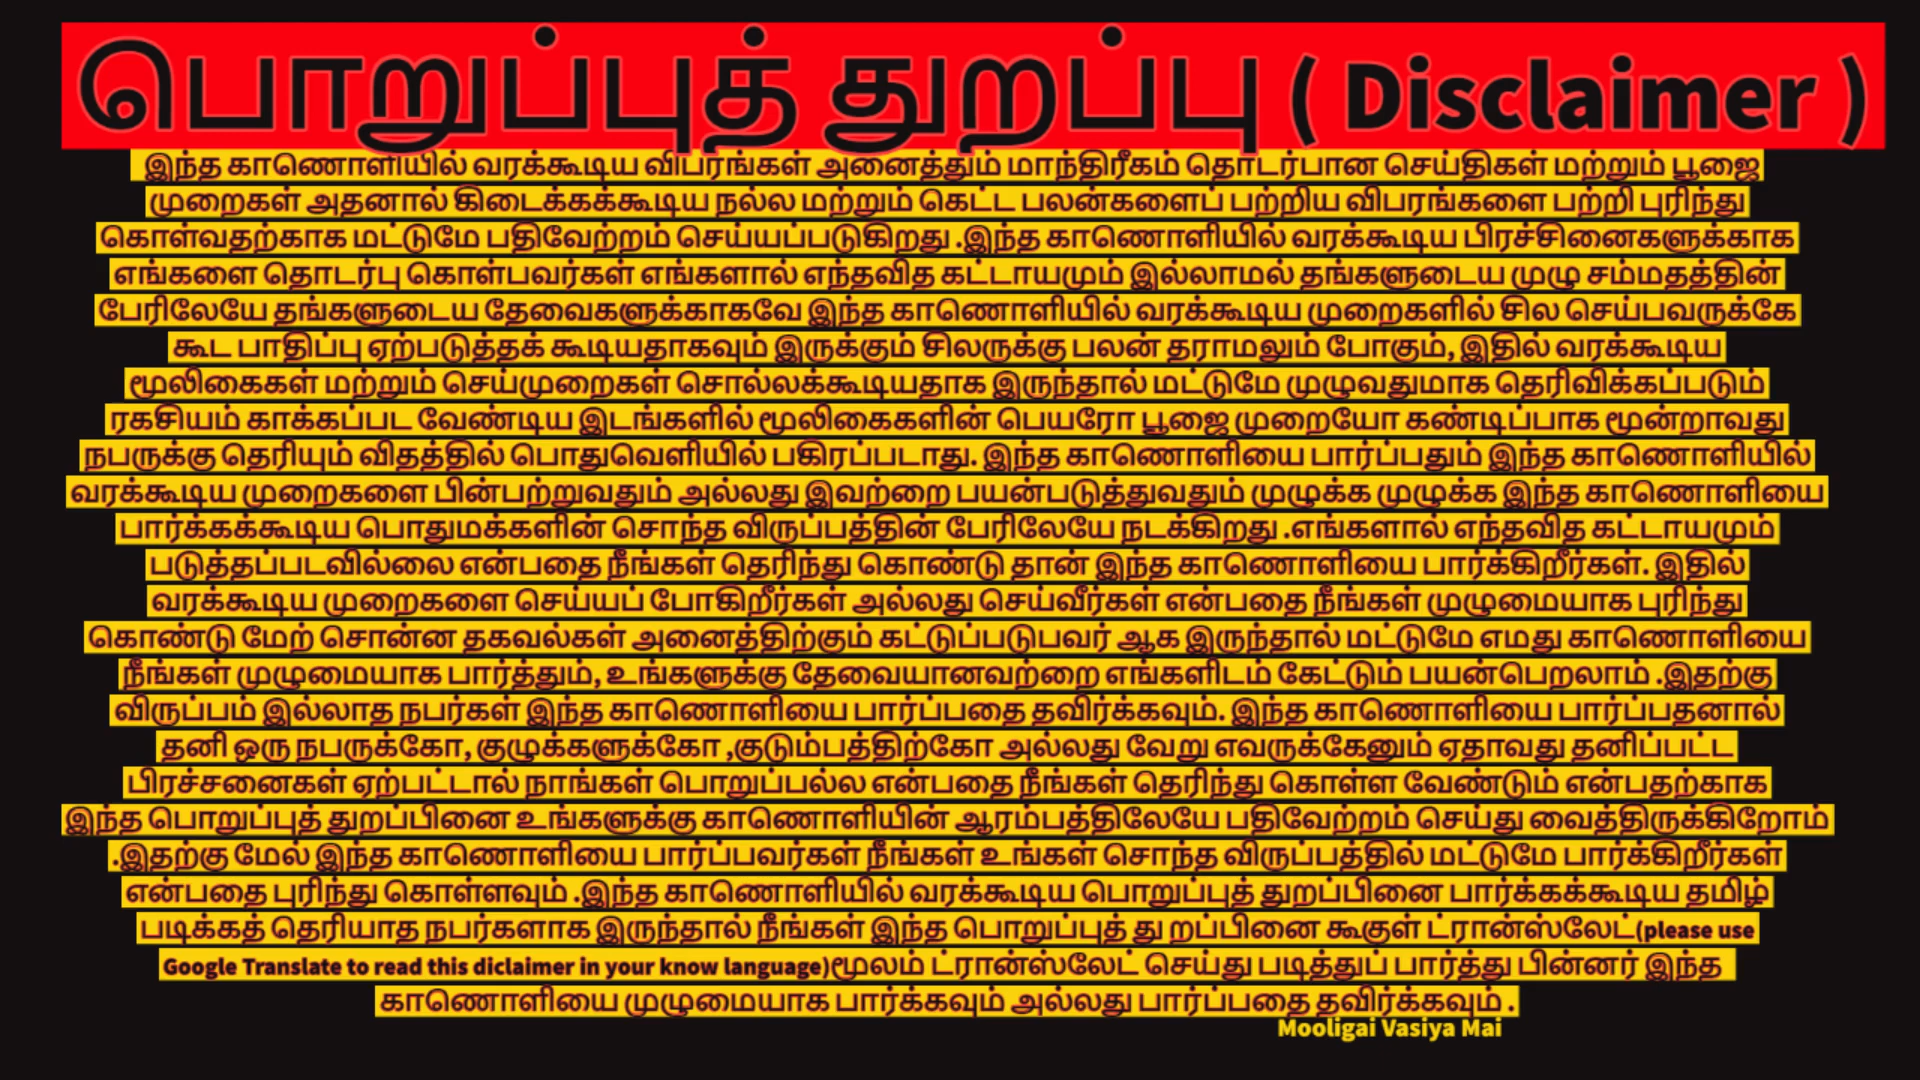 பொறுப்புத் துறப்பு ( Disclaimer )
இந்த காணொளியில் வரக்கூடிய விபரங்கள் அனைத்தும் மாந்திரீகம் தொடர்பான செய்திகள் மற்றும் பூஜை
முறைகள் அதனால் கிடைக்கக்கூடிய நல்ல மற்றும் கெட்ட பலன்களைப் பற்றிய விபரங்களை பற்றி புரிந்து
கொள்வதற்காக மட்டுமே பதிவேற்றம் செய்யப்படுகிறது .இந்த காணொளியில் வரக்கூடிய பிரச்சினைகளுக்காக
எங்களை தொடர்பு கொள்பவர்கள் எங்களால் எந்தவித கட்டாயமும் இல்லாமல் தங்களுடைய முழு சம்மதத்தின்
பேரிலேயே தங்களுடைய தேவைகளுக்காகவே இந்த காணொளியில் வரக்கூடிய முறைகளில் சில செய்பவருக்கே
கூட பாதிப்பு ஏற்படுத்தக் கூடியதாகவும் இருக்கும் சிலருக்கு பலன் தராமலும் போகும், இதில் வரக்கூடிய
மூலிகைகள் மற்றும் செய்முறைகள் சொல்லக்கூடியதாக இருந்தால் மட்டுமே முழுவதுமாக தெரிவிக்கப்படும்
ரகசியம் காக்கப்பட வேண்டிய இடங்களில் மூலிகைகளின் பெயரோ பூஜை முறையோ கண்டிப்பாக மூன்றாவது
நபருக்கு தெரியும் விதத்தில் பொதுவெளியில் பகிரப்படாது. இந்த காணொளியை பார்ப்பதும் இந்த காணொளியில்
வரக்கூடிய முறைகளை பின்பற்றுவதும் அல்லது இவற்றை பயன்படுத்துவதும் முழுக்க முழுக்க இந்த காணொளியை
பார்க்கக்கூடிய பொதுமக்களின் சொந்த விருப்பத்தின் பேரிலேயே நடக்கிறது .எங்களால் எந்தவித கட்டாயமும்
படுத்தப்படவில்லை என்பதை நீங்கள் தெரிந்து கொண்டு தான் இந்த காணொளியை பார்க்கிறீர்கள். இதில்
வரக்கூடிய முறைகளை செய்யப் போகிறீர்கள் அல்லது செய்வீர்கள் என்பதை நீங்கள் முழுமையாக புரிந்து
கொண்டு மேற் சொன்ன தகவல்கள் அனைத்திற்கும் கட்டுப்படுபவர் ஆக இருந்தால் மட்டுமே எமது காணொளியை
நீங்கள் முழுமையாக பார்த்தும், உங்களுக்கு தேவையானவற்றை எங்களிடம் கேட்டும் பயன்பெறலாம் .இதற்கு
விருப்பம் இல்லாத நபர்கள் இந்த காணொளியை பார்ப்பதை தவிர்க்கவும். இந்த காணொளியை பார்ப்பதனால்
தனி ஒரு நபருக்கோ, குழுக்களுக்கோ ,குடும்பத்திற்கோ அல்லது வேறு எவருக்கேனும் ஏதாவது தனிப்பட்ட
பிரச்சனைகள் ஏற்பட்டால் நாங்கள் பொறுப்பல்ல என்பதை நீங்கள் தெரிந்து கொள்ள வேண்டும் என்பதற்காக
இந்த பொறுப்புத் துறப்பினை உங்களுக்கு காணொளியின் ஆரம்பத்திலேயே பதிவேற்றம் செய்து வைத்திருக்கிறோம்
.இதற்கு மேல் இந்த காணொளியை பார்ப்பவர்கள் நீங்கள் உங்கள் சொந்த விருப்பத்தில் மட்டுமே பார்க்கிறீர்கள்
என்பதை புரிந்து கொள்ளவும் .இந்த காணொளியில் வரக்கூடிய பொறுப்புத் துறப்பினை பார்க்கக்கூடிய தமிழ்
படிக்கத் தெரியாத நபர்களாக இருந்தால் நீங்கள் இந்த பொறுப்புத் து றப்பினை கூகுள் ட்ரான்ஸ்லேட்(please use
Google Translate to read this diclaimer in your know language)மூலம் ட்ரான்ஸ்லேட் செய்து படித்துப் பார்த்து பின்னர் இந்த
காணொளியை முழுமையாக பார்க்கவும் அல்லது பார்ப்பதை தவிர்க்கவும் .
Mooligai Vasiya Mai